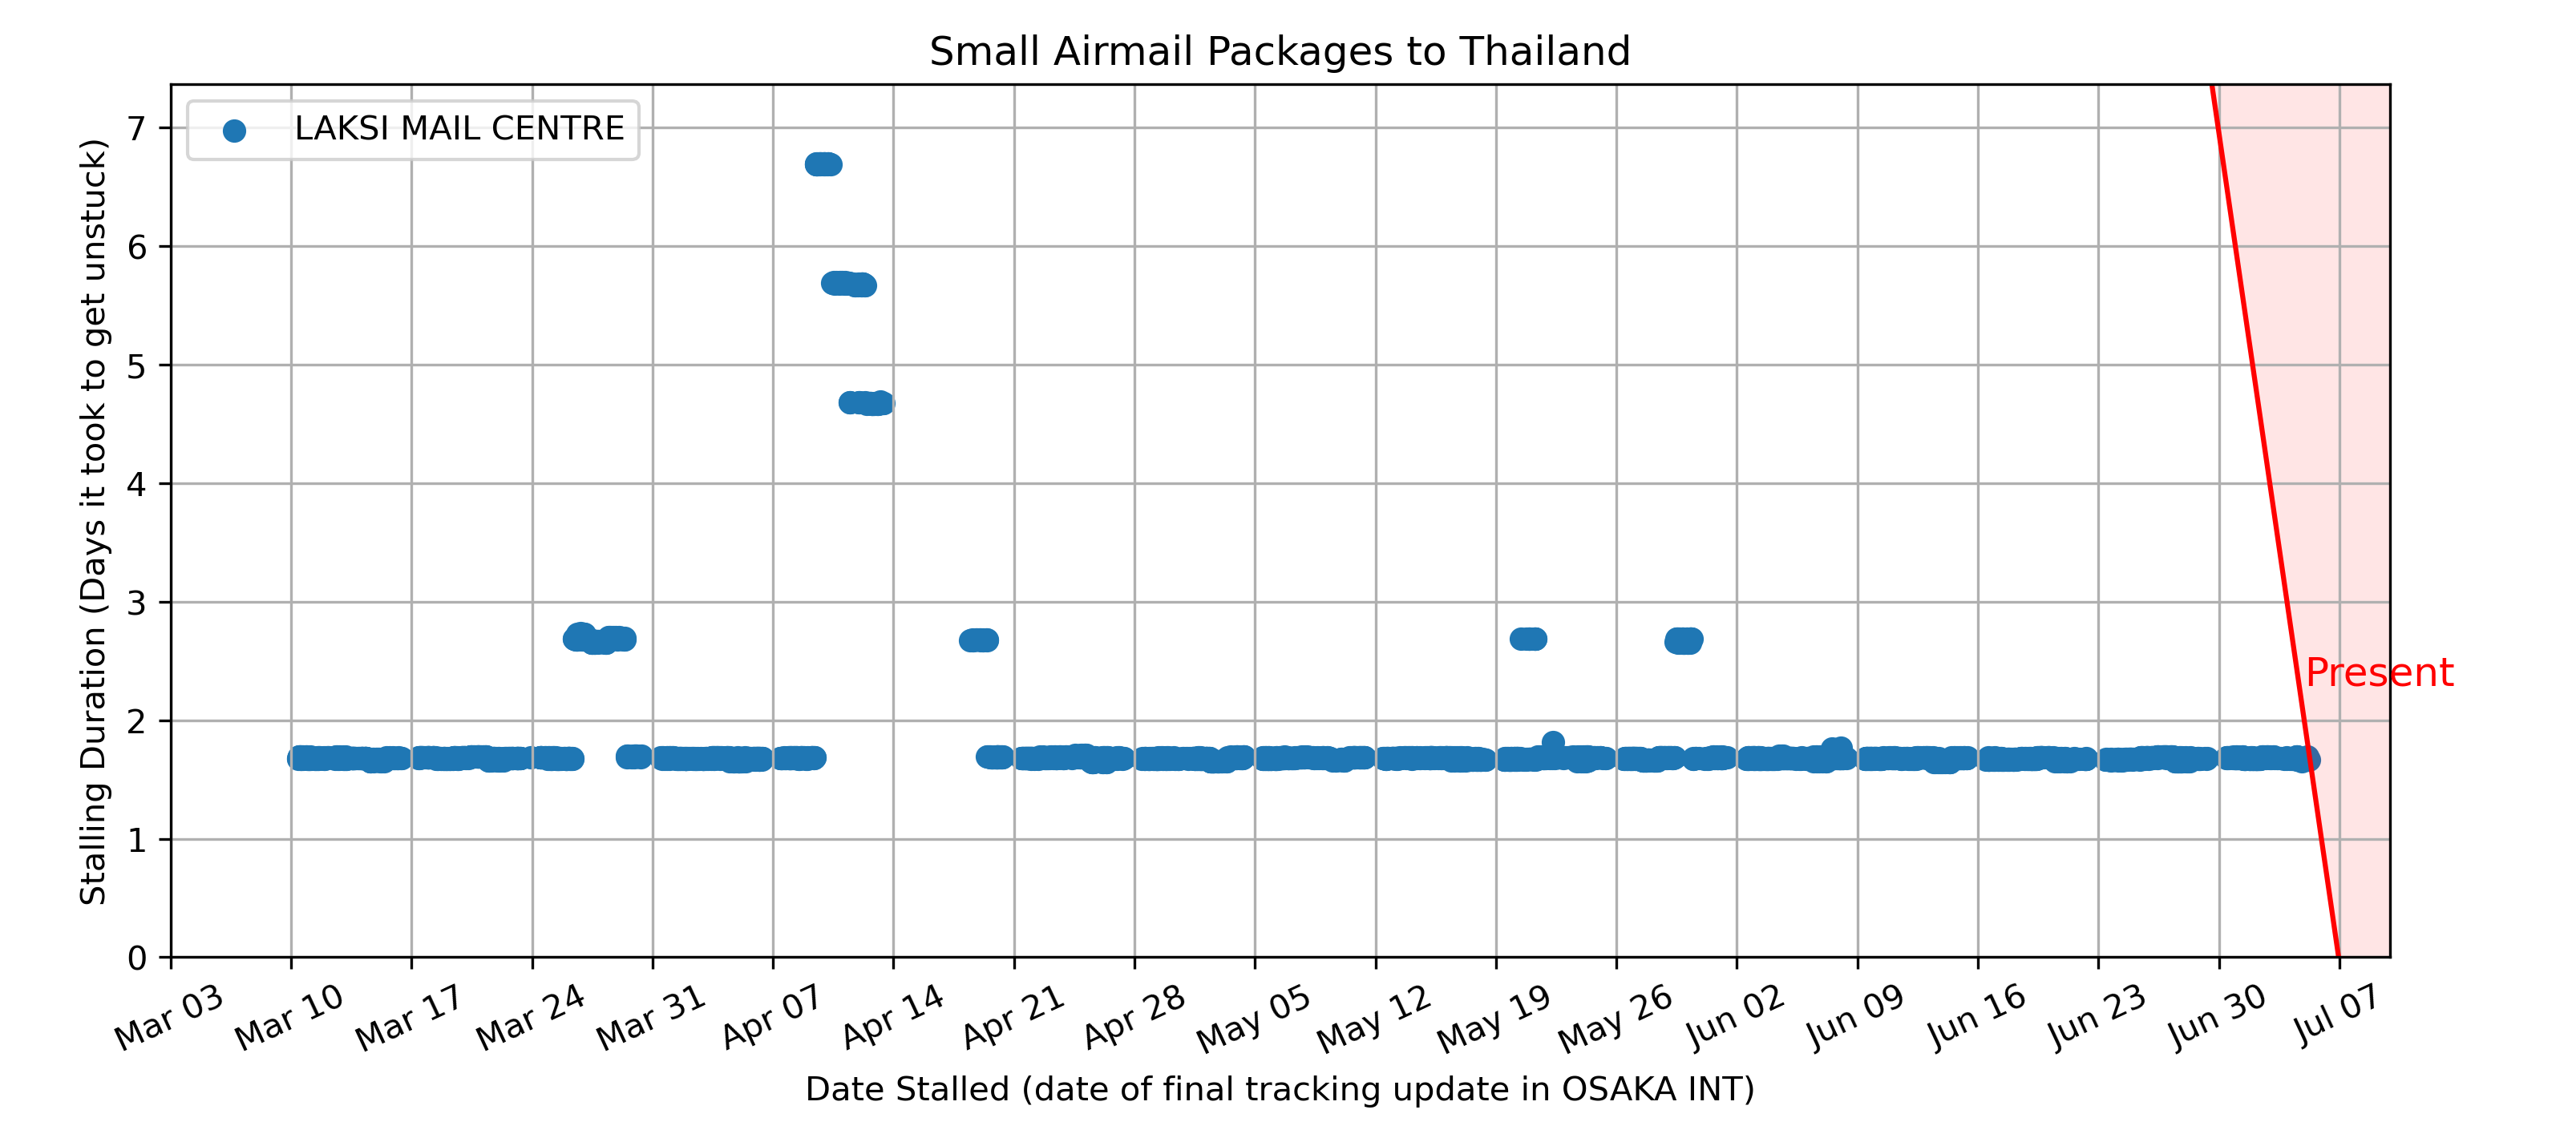 Small Airmail Packages to Thailand
LAKSI MAIL CENTRE
Stalling Duration (Days it took to get unstuck)
7
6
5
4
3
2
1
0
Present
Mar 03
Mar 10
Mar 17
Mar 24
Mar 31
Apr 07
Apr 14
Apr 21
Apr 28
May 05
May 12
May 19
May 26
Jun 02
Jun 09
Jun 16
Jun 23
Jun 30
Jul 07
Date Stalled (date of final tracking update in OSAKA INT)